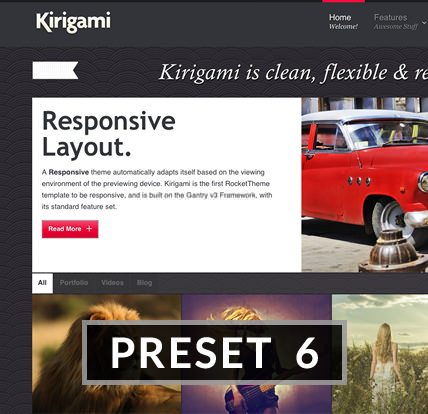 Kirigami
Home
Welcome!
Features
Awesome Stuff
Kirigami is clean, flexible & re
Responsive
Layout.
A Responsive theme automatically adapts itself based on the viewing
environment of the previewing device. Kirigami is the first RocketTheme
template to be responsive, and is built on the Gantry v3 Framework, with
its standard feature set.
Read More +
All
Portfolio
Videos
Blog
PRESET 6